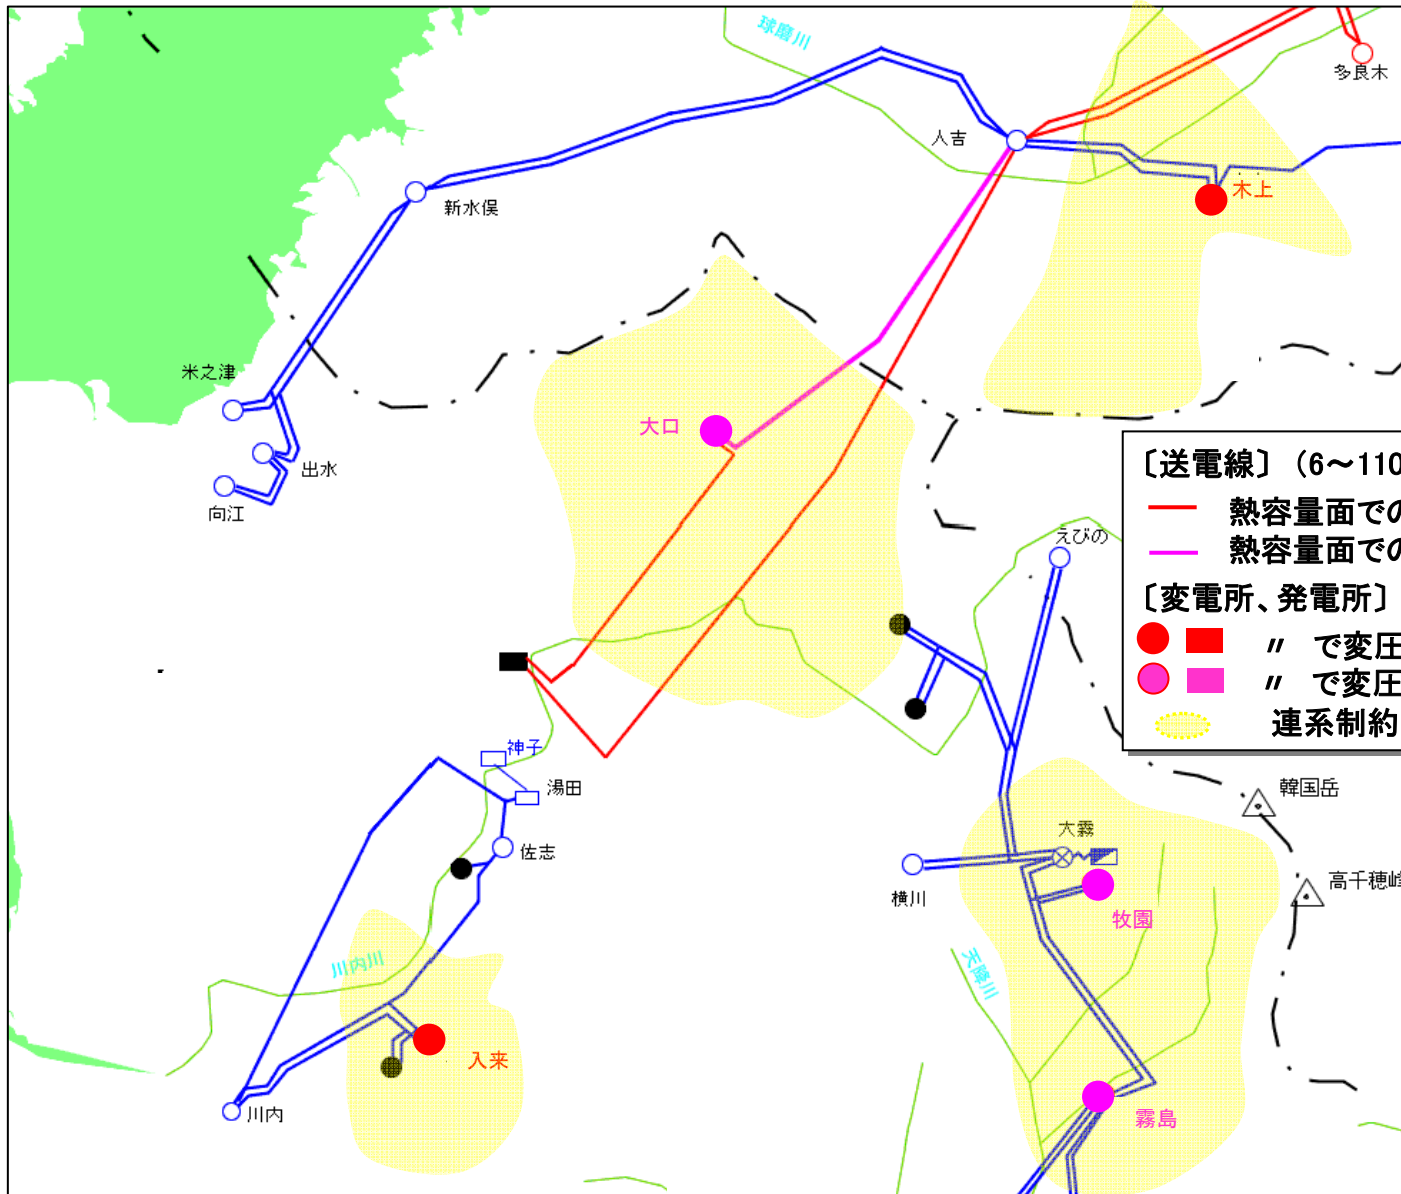 球磨川
多良木
人吉
木上
新水俣
米之津
大口
出水
向江
〔送電線〕（6～110
熱容量面での
熱容量面での
〔変電所、発電所〕
〃 で変圧
〃 で変圧
連系制約
えびの
神子
湯田
韓国岳
大霧
佐志
高千穂峰
横川
牧園
川内川
天降川
入来
川内
霧島